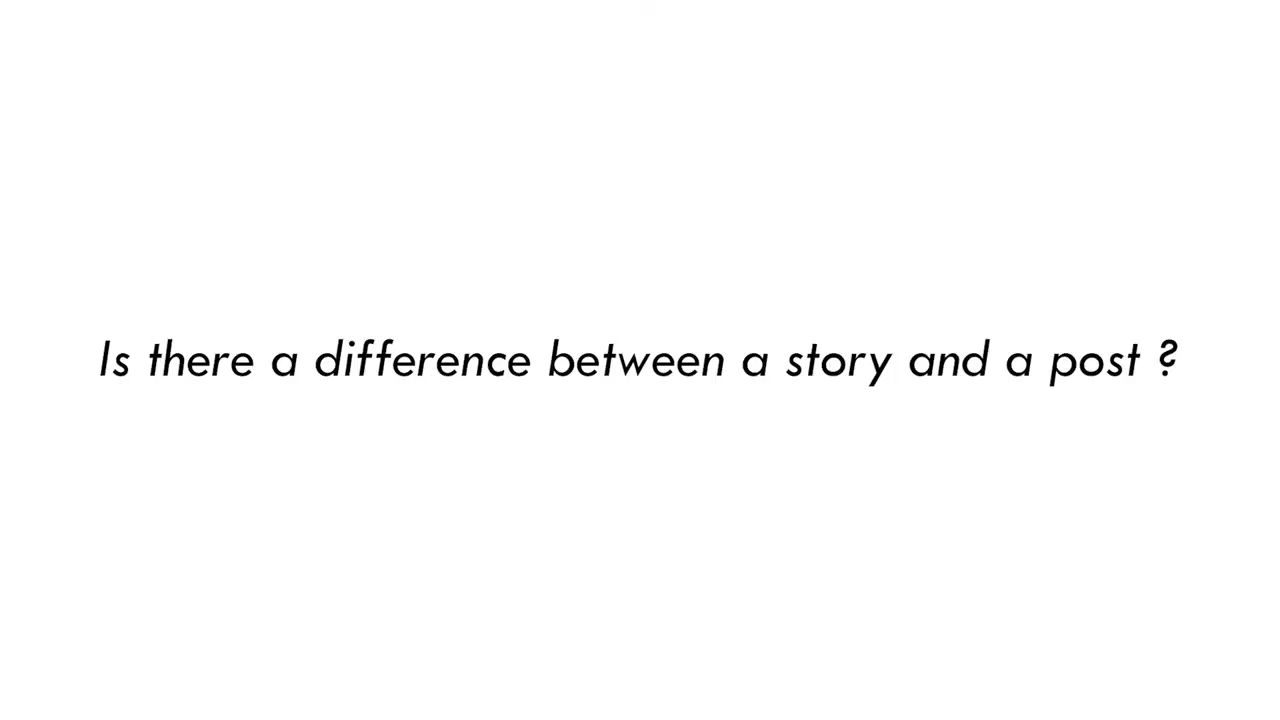 Is there a difference between a story and a post ?